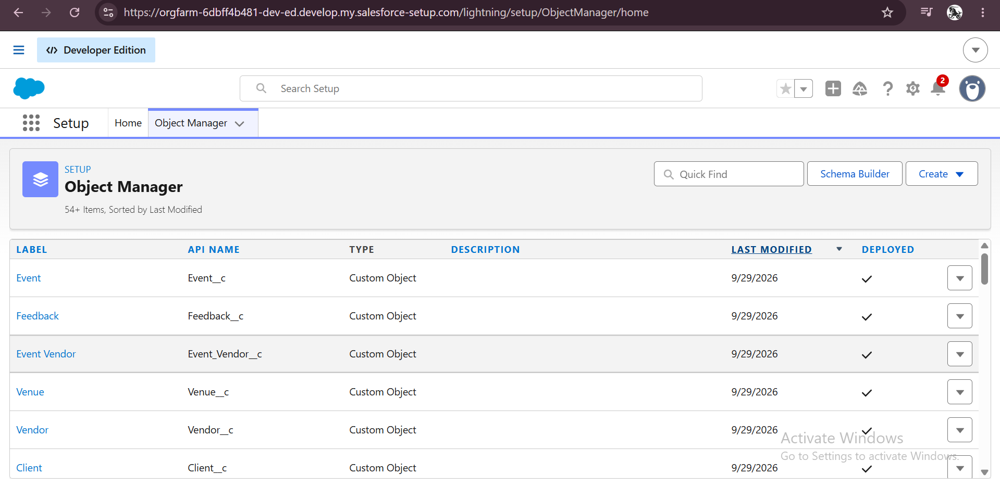 https://orgfarm-6dbff4b481-dev-ed.develop.my.salesforce-setup.com/lightning/setup/ObjectManager/home
</> Developer Edition
Search Setup
2
Setup
Home
Object Manager
SETUP
Object Manager
54+ Items, Sorted by Last Modified
Quick Find
Schema Builder
Create
LABEL API NAME TYPE DESCRIPTION LAST MODIFIED DEPLOYED
Event Event__c Custom Object 9/29/2026
Feedback Feedback__c Custom Object 9/29/2026
Event Vendor Event_Vendor__c Custom Object 9/29/2026
Venue Venue__c Custom Object 9/29/2026
Vendor Vendor__c Custom Object 9/29/2026
Activate Windows
Go to Settings to activate Windows.
Client Client__c Custom Object 9/29/2026